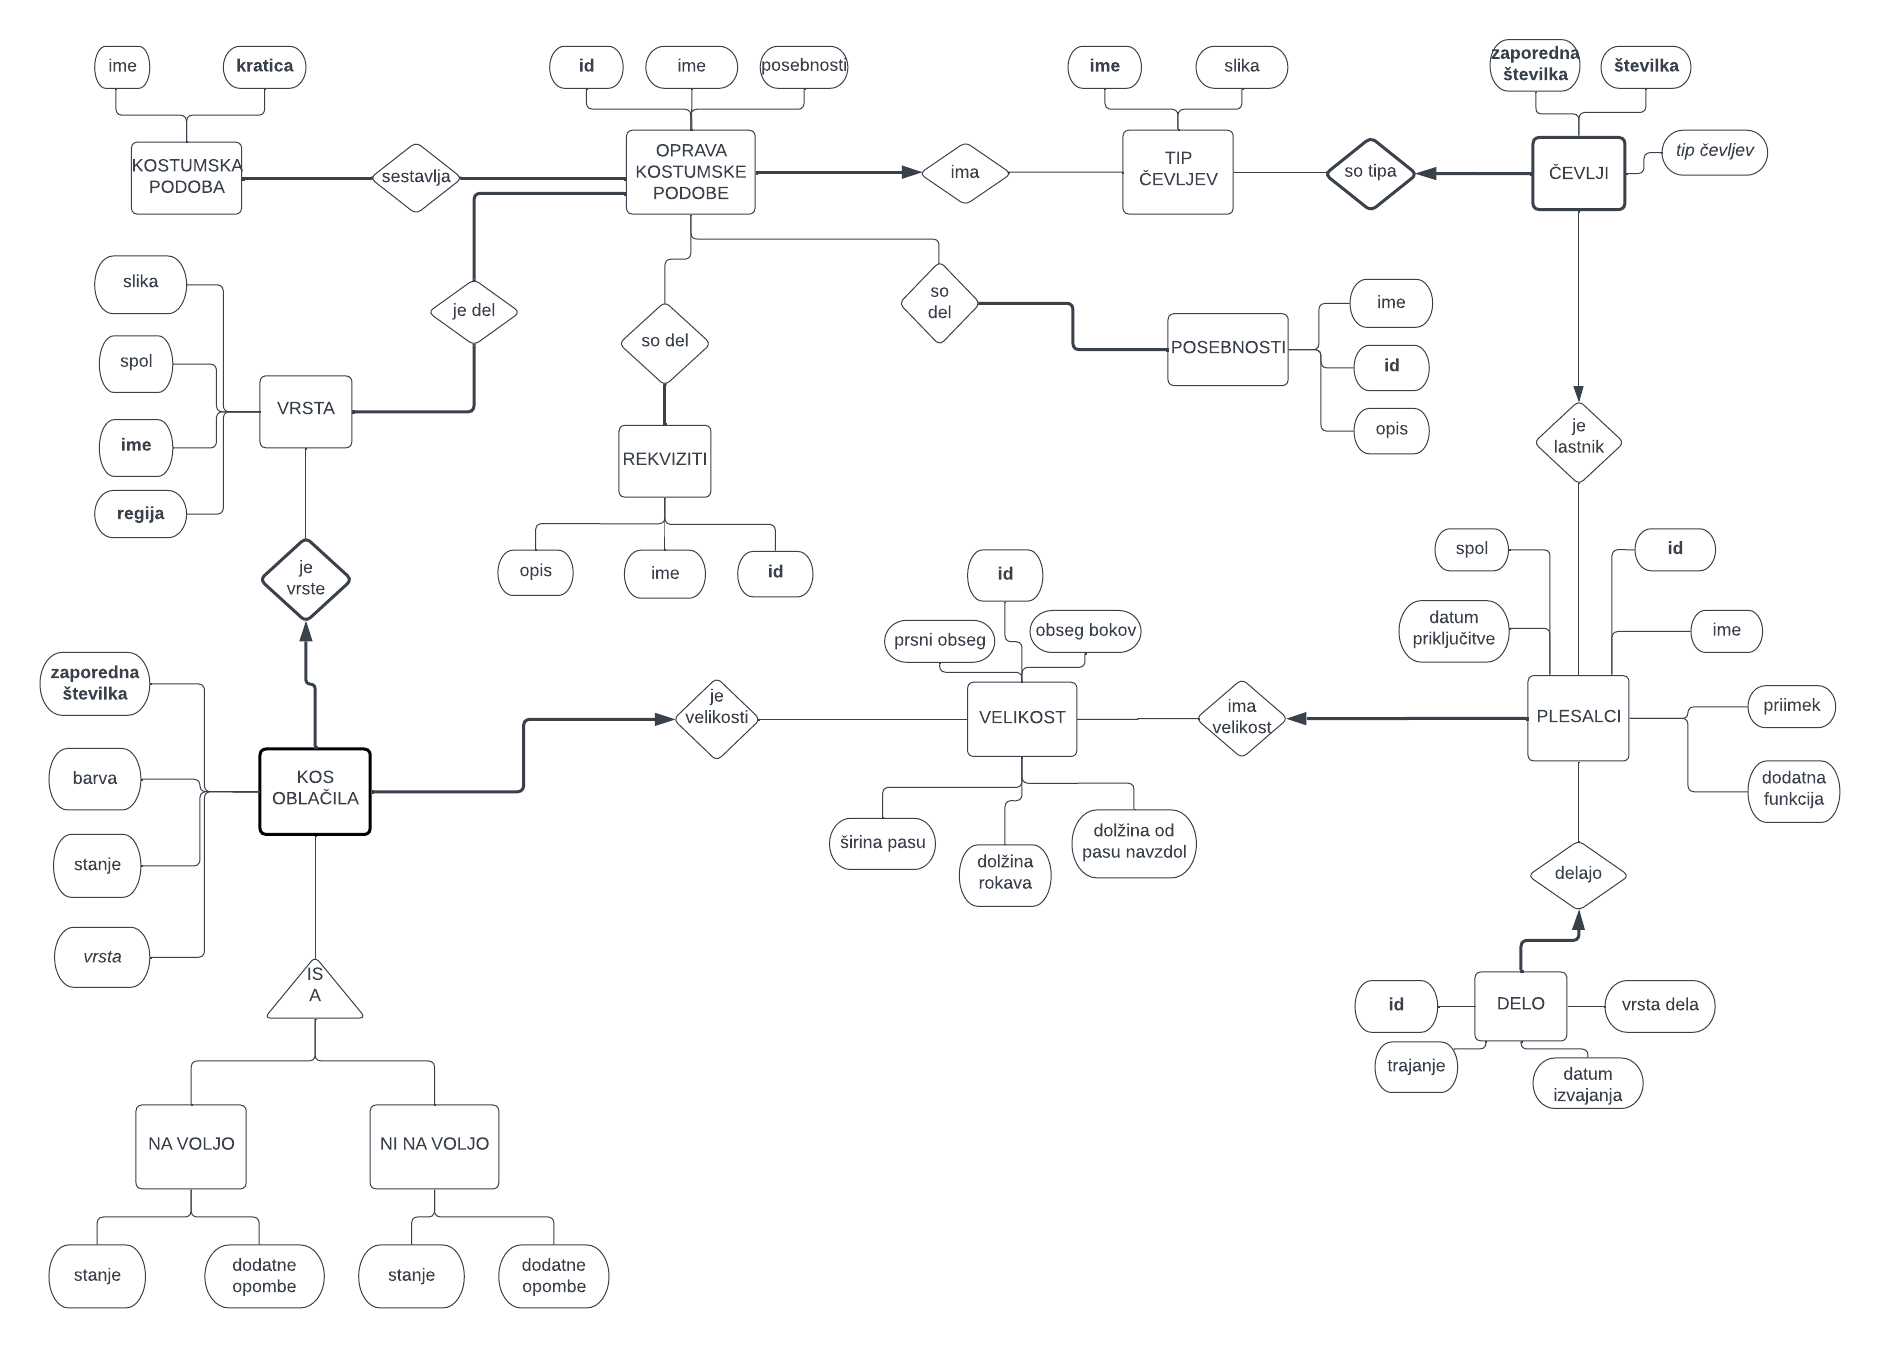 ime
kratica
id
ime
posebnosti
ime
slika
zaporedna
številka
številka
KOSTUMSKA
PODOBA
sestavlja
OPRAVA
KOSTUMSKE
PODOBE
ima
TIP
ČEVLJEV
so tipa
ČEVLJI
tip čevljev
slika
spol
ime
regija
VRSTA
je del
so del
so
del
POSEBNOSTI
ime
id
opis
je
lastnik
REKVIZITI
opis
ime
id
je
vrste
id
prsni obseg
obseg bokov
spol
id
datum
priključitve
ime
zaporedna
številka
barva
stanje
vrsta
KOS
OBLAČILA
je
velikosti
VELIKOST
ima
velikost
PLESALCI
priimek
dodatna
funkcija
širina pasu
dolžina
rokava
dolžina od
pasu navzdol
delajo
IS
A
id
DELO
vrsta dela
trajanje
datum
izvajanja
NA VOLJO
NI NA VOLJO
stanje
dodatne
opombe
stanje
dodatne
opombe